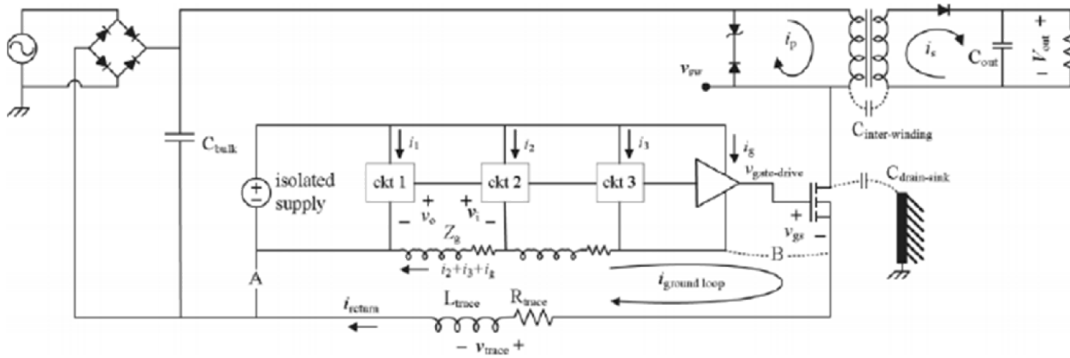 i_p
i_s
C_out
+
V_out
−
v_sw
C_inter-winding
C_bulk
i_1
i_2
i_3
i_g
v_gate-drive
C_drain-sink
isolated
supply
+
−
ckt 1
ckt 2
ckt 3
+
v_o
−
+
v_i
−
+
v_gs
−
Z_g
i_2+i_3+i_g
B
A
i_ground loop
i_return
L_trace
R_trace
− v_trace +